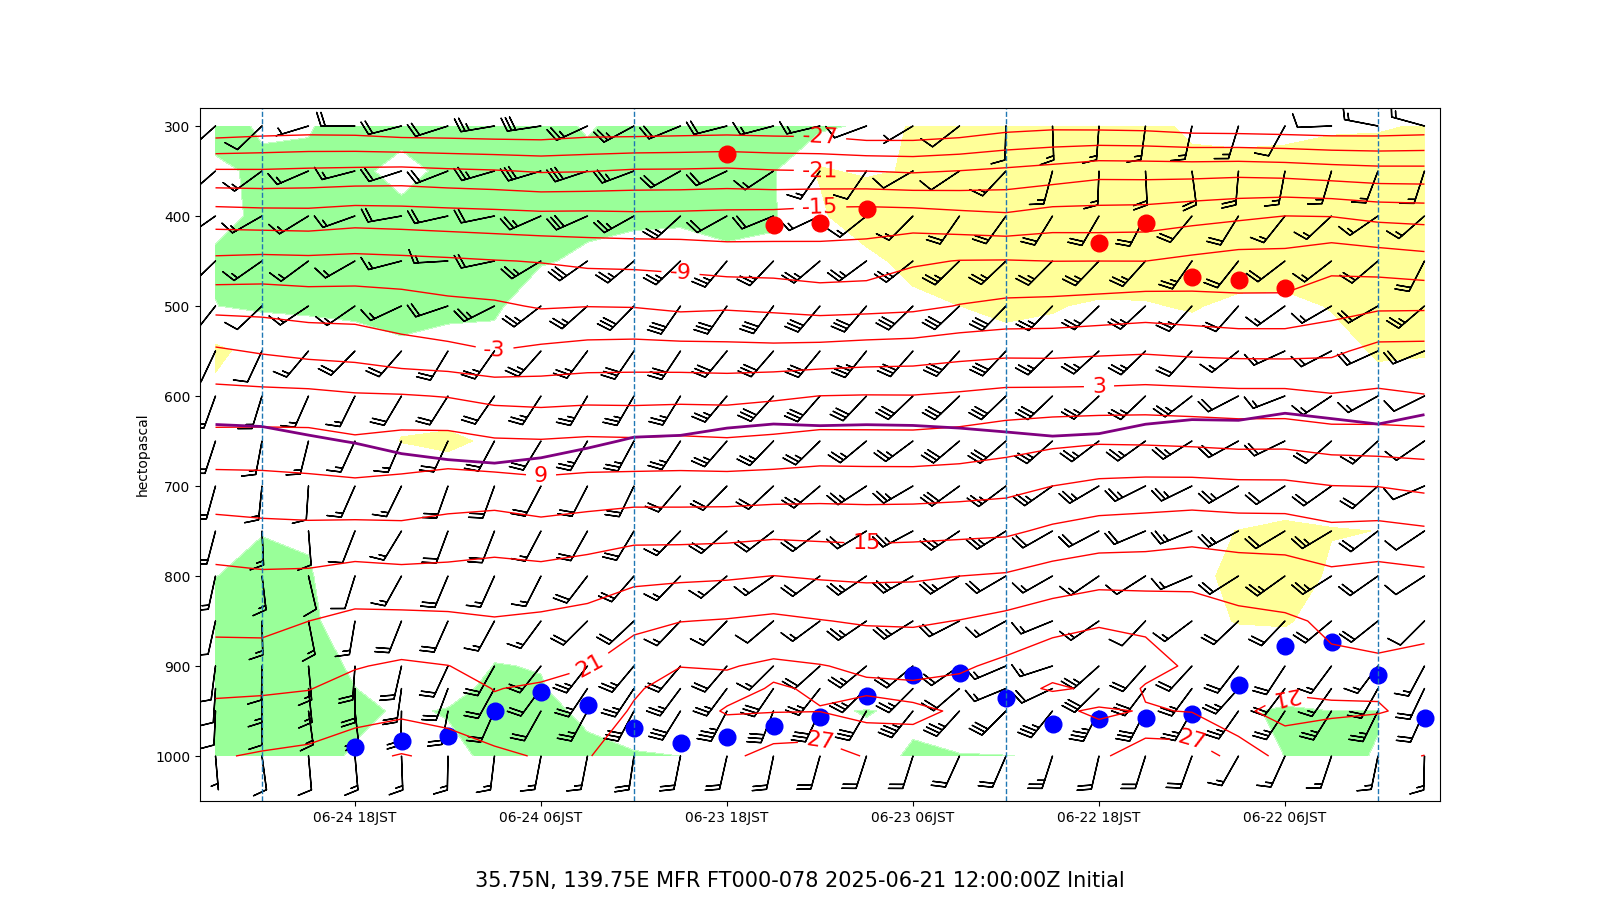 300
400
500
600
700
800
900
1000
hectopascal
-27
-21
-15
-9
-3
3
9
15
21
21
27
27
06-24 18JST
06-24 06JST
06-23 18JST
06-23 06JST
06-22 18JST
06-22 06JST
35.75N, 139.75E MFR FT000-078 2025-06-21 12:00:00Z Initial